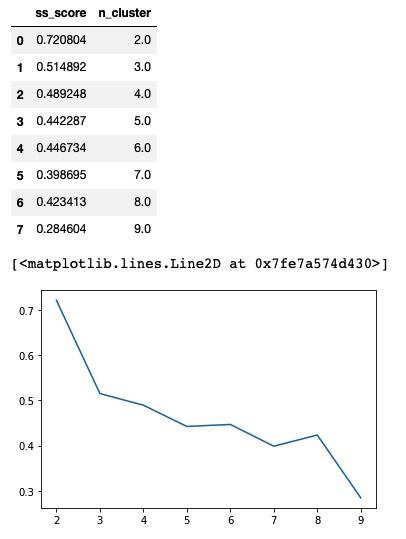 ss_score n_cluster
0 0.720804 2.0
1 0.514892 3.0
2 0.489248 4.0
3 0.442287 5.0
4 0.446734 6.0
5 0.398695 7.0
6 0.423413 8.0
7 0.284604 9.0
[<matplotlib.lines.Line2D at 0x7fe7a574d430>]
0.7
0.6
0.5
0.4
0.3
2 3 4 5 6 7 8 9